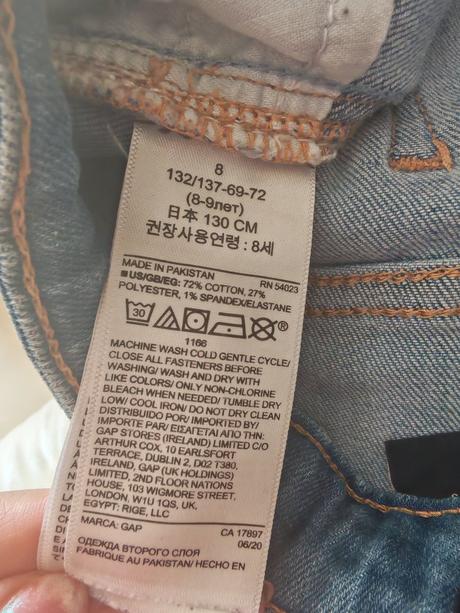 8
132/137-69-72
(8-9лет)
日本 130 CM
권장사용연령 : 8세
MADE IN PAKISTAN RN 54023
■US/GB/EG: 72% COTTON, 27%
POLYESTER, 1% SPANDEX/ELASTANE
30
®
1166
MACHINE WASH COLD GENTLE CYCLE/
CLOSE ALL FASTENERS BEFORE
WASHING/ WASH AND DRY WITH
LIKE COLORS/ ONLY NON-CHLORINE
BLEACH WHEN NEEDED/ TUMBLE DRY
LOW/ COOL IRON/ DO NOT DRY CLEAN
DISTRIBUIDO POR/ IMPORTED BY/
IMPORTE PAR/ ΕΙΣΑΓΕΤΑΙ ΑΠΟ ΤΗΝ:
GAP STORES (IRELAND) LIMITED C/O
ARTHUR COX, 10 EARLSFORT
TERRACE, DUBLIN 2, D02 T380,
IRELAND, GAP (UK HOLDINGS)
LIMITED, 2ND FLOOR NATIONS
HOUSE, 103 WIGMORE STREET,
LONDON, W1U 1QS, UK,
EGYPT: RIGE, LLC
MARCA: GAP CA 17897
06/20
ОДЕЖДА ВТОРОГО СЛОЯ
FABRIQUE AU PAKISTAN/ HECHO EN